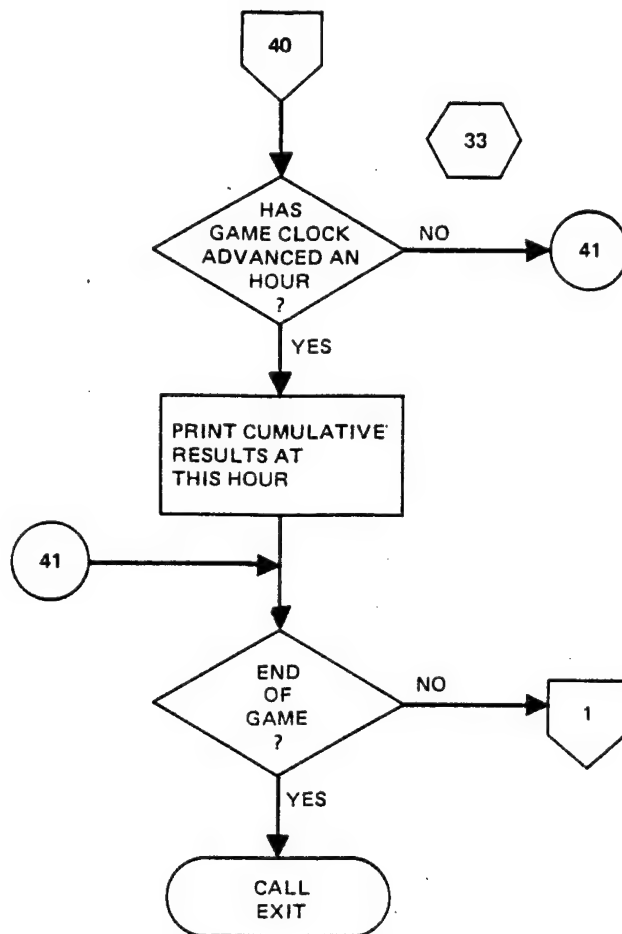 40
33
HAS
GAME CLOCK
ADVANCED AN
HOUR
?
NO
41
YES
PRINT CUMULATIVE
RESULTS AT
THIS HOUR
41
END
OF
GAME
?
NO
1
YES
CALL
EXIT